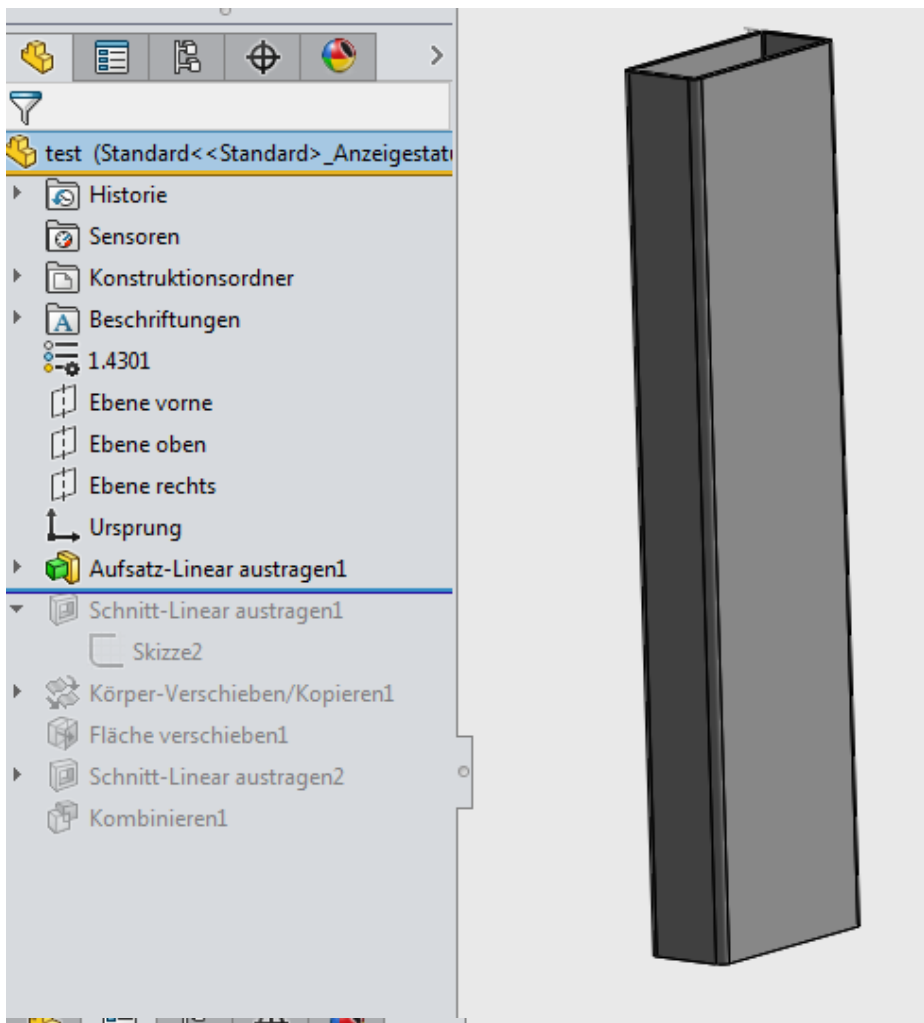 test (Standard<<Standard>_Anzeigestat
Historie
Sensoren
Konstruktionsordner
A Beschriftungen
1.4301
Ebene vorne
Ebene oben
Ebene rechts
Ursprung
Aufsatz-Linear austragen1
Schnitt-Linear austragen1
Skizze2
Körper-Verschieben/Kopieren1
Fläche verschieben1
Schnitt-Linear austragen2
Kombinieren1